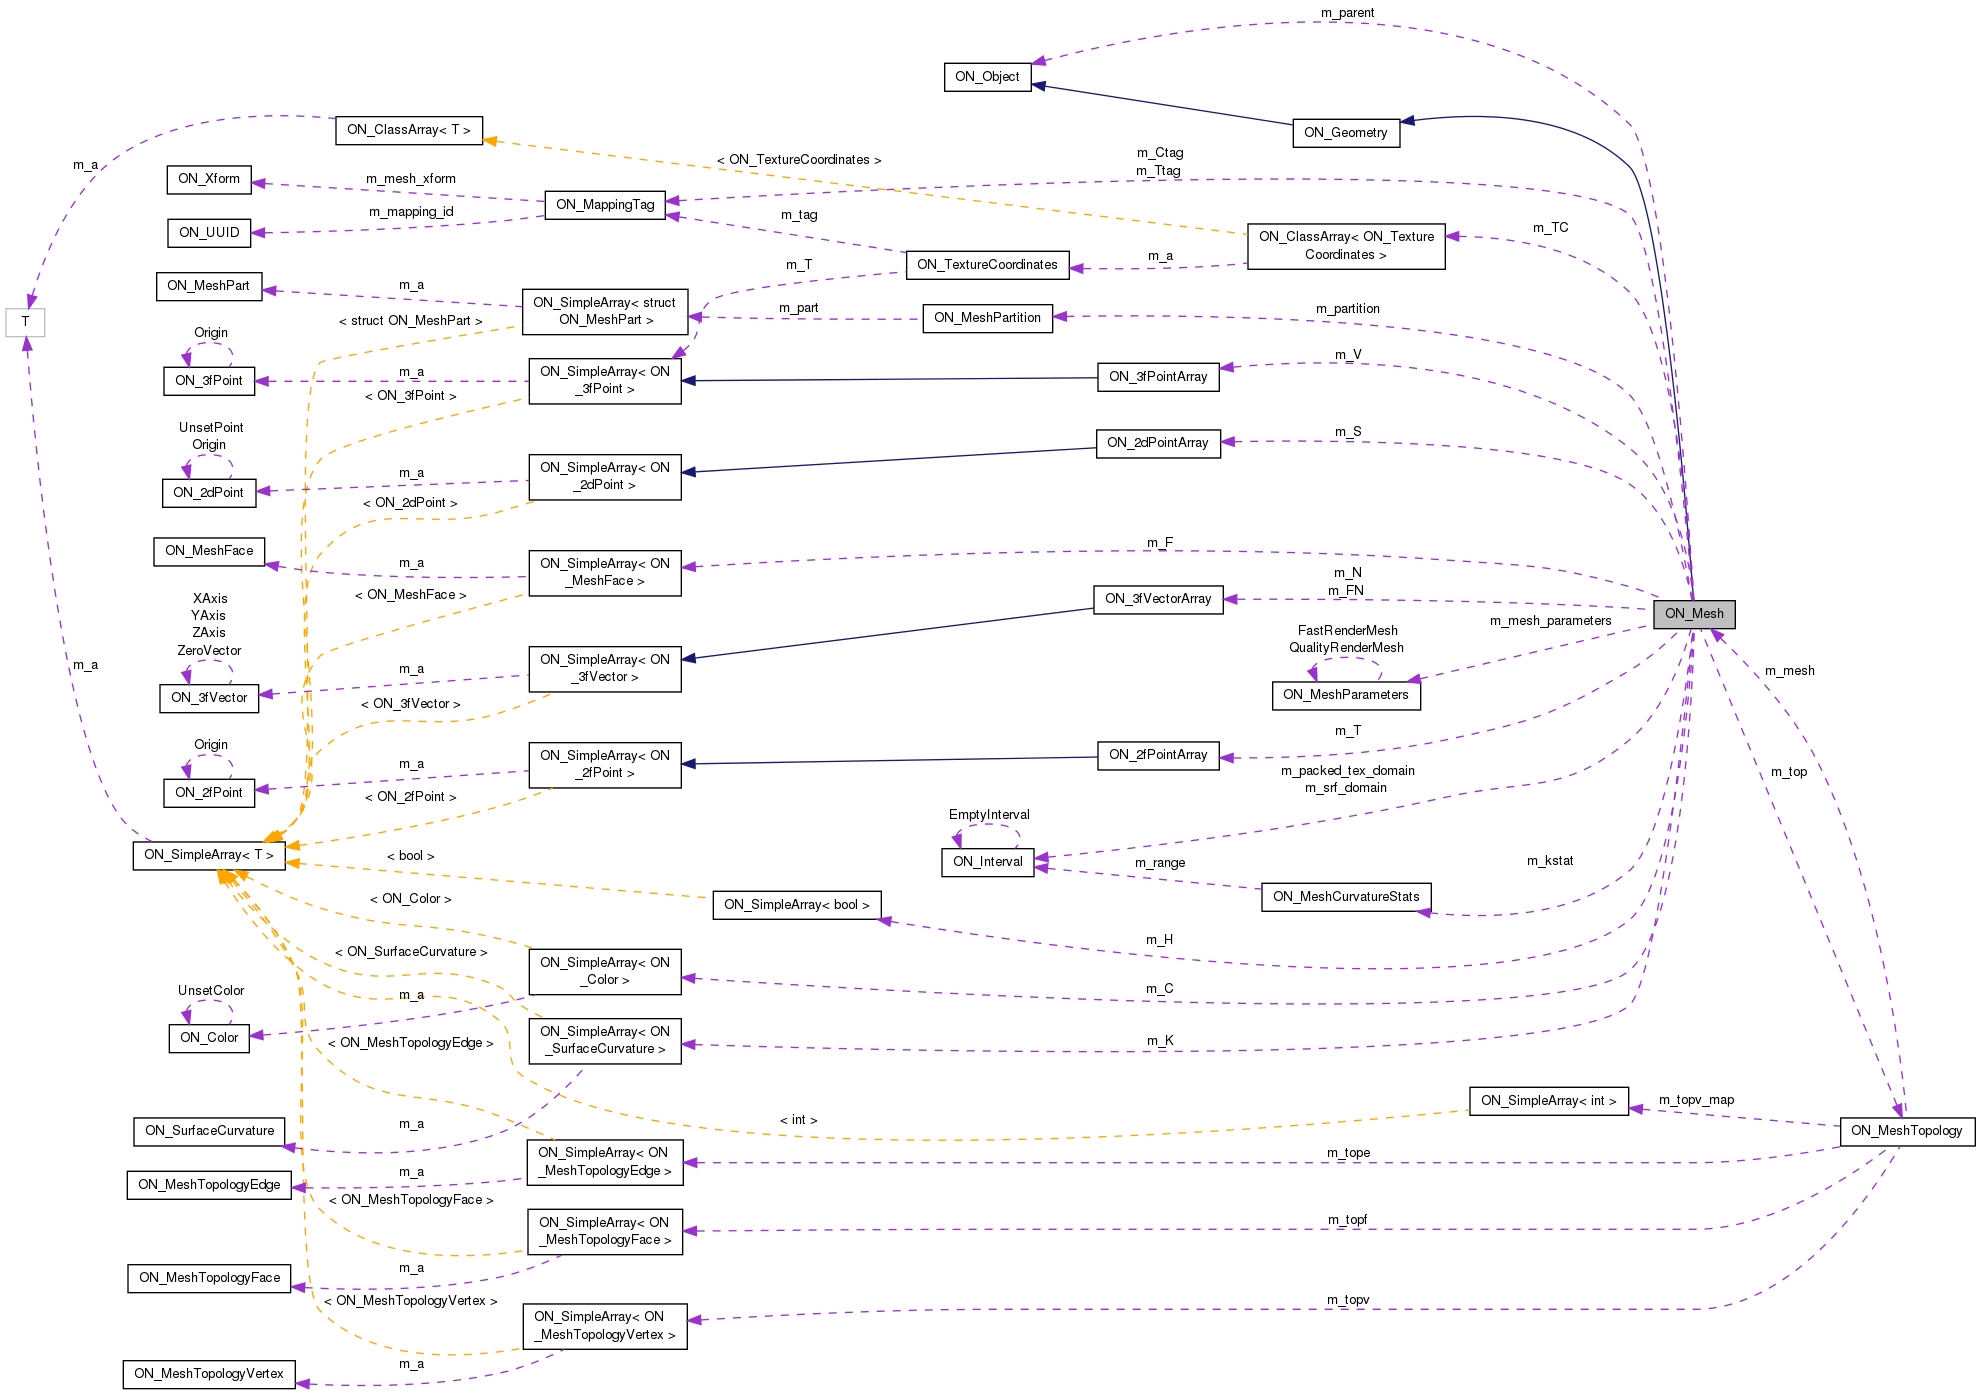 m_parent
ON_Object
ON_ClassArray< T >
ON_Geometry
m_a
< ON_TextureCoordinates >
m_Ctag
m_Ttag
ON_Xform
m_mesh_xform
ON_MappingTag
m_mapping_id
ON_UUID
m_tag
ON_ClassArray< ON_Texture
Coordinates >
m_TC
ON_TextureCoordinates
m_a
m_T
ON_MeshPart
m_a
ON_SimpleArray< struct
ON_MeshPart >
m_part
ON_MeshPartition
m_partition
T
< struct ON_MeshPart >
Origin
ON_3fPoint
m_a
ON_SimpleArray< ON
_3fPoint >
ON_3fPointArray
m_V
< ON_3fPoint >
UnsetPoint
Origin
ON_2dPoint
m_a
ON_SimpleArray< ON
_2dPoint >
ON_2dPointArray
m_S
< ON_2dPoint >
ON_MeshFace
m_a
ON_SimpleArray< ON
_MeshFace >
m_F
< ON_MeshFace >
m_N
m_FN
ON_3fVectorArray
ON_Mesh
XAxis
YAxis
ZAxis
ZeroVector
ON_3fVector
m_a
ON_SimpleArray< ON
_3fVector >
FastRenderMesh
QualityRenderMesh
ON_MeshParameters
m_mesh_parameters
m_mesh
m_a
< ON_3fVector >
Origin
ON_2fPoint
m_a
ON_SimpleArray< ON
_2fPoint >
ON_2fPointArray
m_T
m_top
< ON_2fPoint >
m_packed_tex_domain
m_srf_domain
EmptyInterval
ON_Interval
m_range
ON_MeshCurvatureStats
m_kstat
ON_SimpleArray< T >
< bool >
ON_SimpleArray< bool >
m_H
< ON_Color >
ON_SimpleArray< ON
_Color >
m_C
< ON_SurfaceCurvature >
UnsetColor
ON_Color
m_a
ON_SimpleArray< ON
_SurfaceCurvature >
m_K
< ON_MeshTopologyEdge >
ON_SimpleArray< int >
m_topv_map
ON_MeshTopology
< int >
ON_SurfaceCurvature
m_a
ON_SimpleArray< ON
_MeshTopologyEdge >
m_tope
ON_MeshTopologyEdge
m_a
< ON_MeshTopologyFace >
ON_SimpleArray< ON
_MeshTopologyFace >
m_topf
ON_MeshTopologyFace
m_a
< ON_MeshTopologyVertex >
ON_SimpleArray< ON
_MeshTopologyVertex >
m_topv
ON_MeshTopologyVertex
m_a